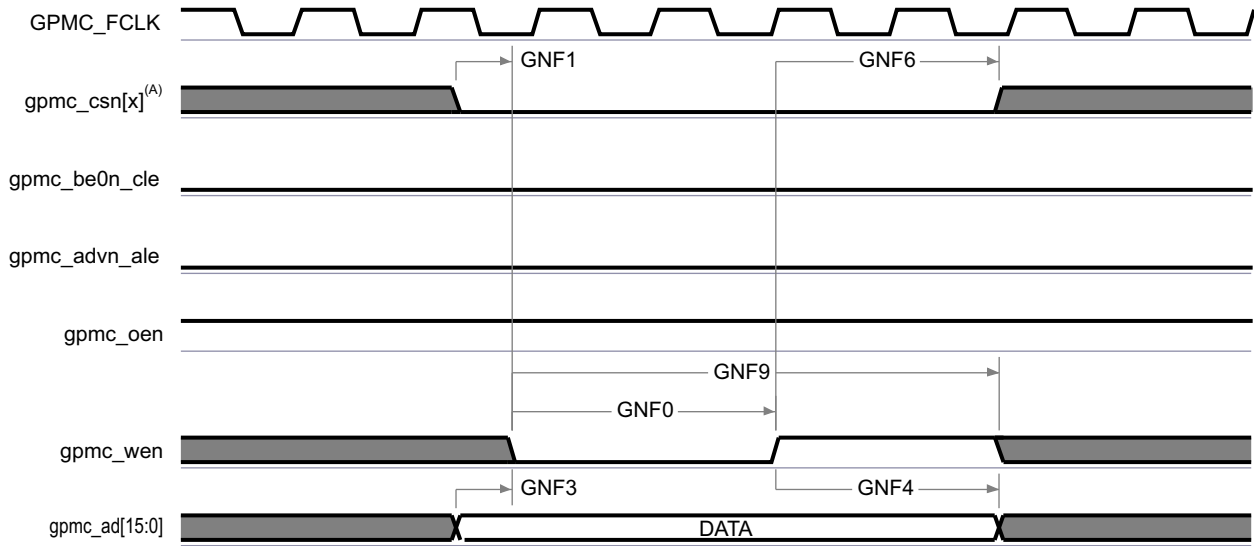 GPMC_FCLK
GNF1
GNF6
gpmc_csn[x](A)
gpmc_be0n_cle
gpmc_advn_ale
gpmc_oen
GNF9
GNF0
gpmc_wen
GNF3
GNF4
gpmc_ad[15:0]
DATA